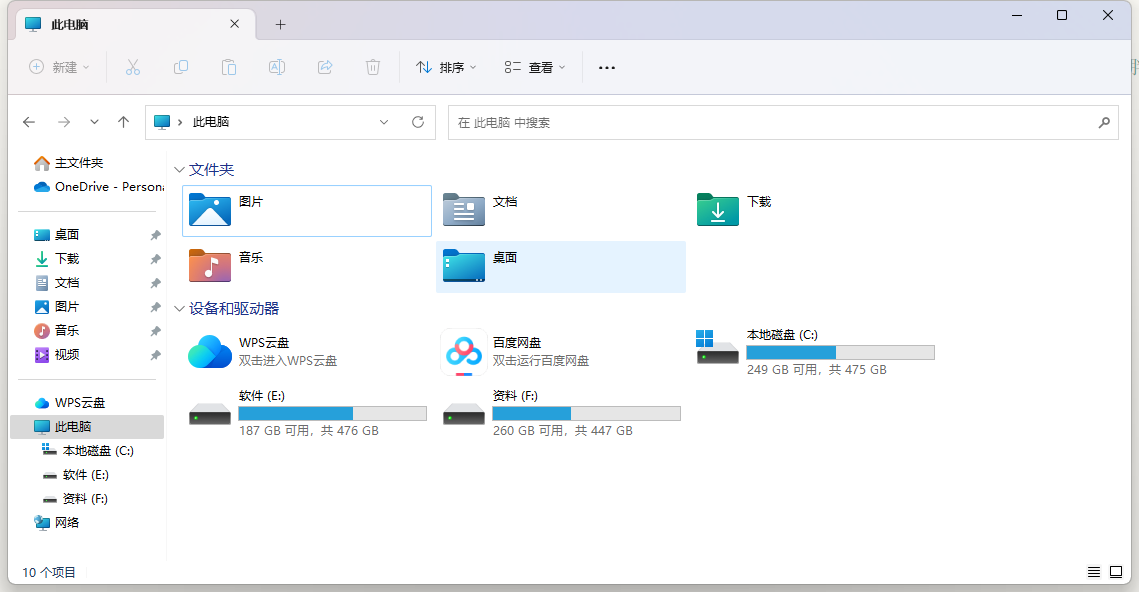 此电脑
新建
排序
查看
此电脑
在 此电脑 中搜索
主文件夹
OneDrive - Persona
桌面
下载
文档
图片
音乐
视频
WPS云盘
此电脑
本地磁盘 (C:)
软件 (E:)
资料 (F:)
网络
文件夹
图片
文档
下载
音乐
桌面
设备和驱动器
WPS云盘
双击进入WPS云盘
百度网盘
双击运行百度网盘
本地磁盘 (C:)
249 GB 可用，共 475 GB
软件 (E:)
187 GB 可用，共 476 GB
资料 (F:)
260 GB 可用，共 447 GB
10 个项目